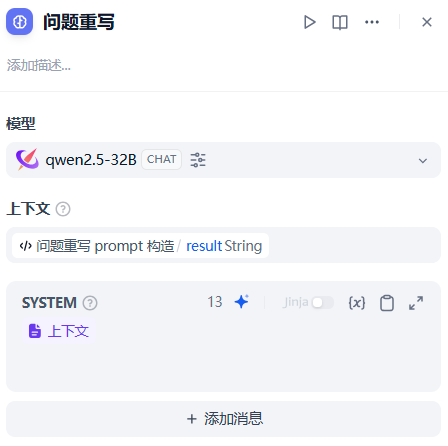 问题重写
添加描述...
模型
qwen2.5-32B CHAT
上下文
问题重写 prompt 构造 / result String
SYSTEM 13 Jinja {x}
上下文
+ 添加消息